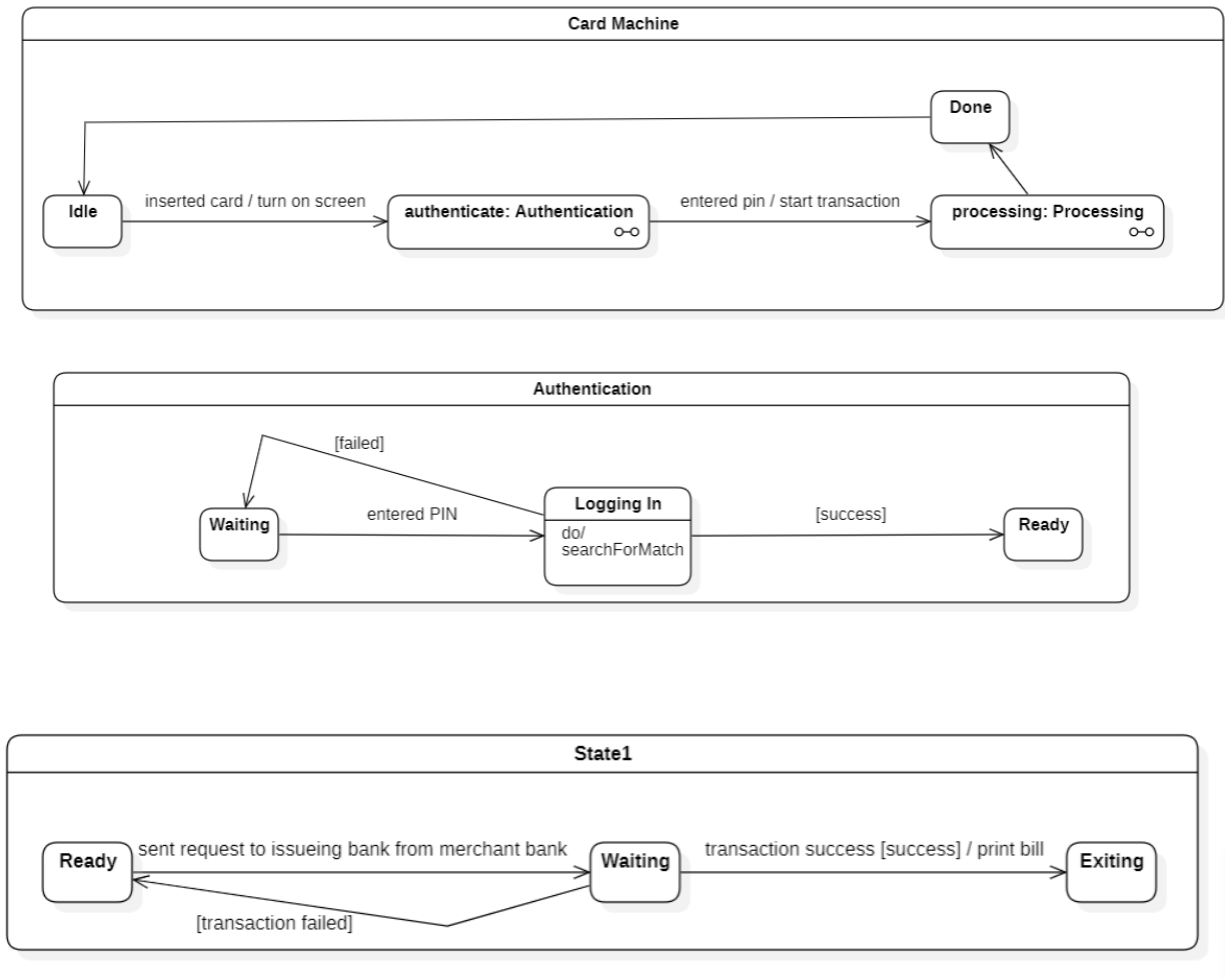 Card Machine
Done
Idle
inserted card / turn on screen
authenticate: Authentication
entered pin / start transaction
processing: Processing
Authentication
[failed]
Waiting
entered PIN
Logging In
do/
searchForMatch
[success]
Ready
State1
Ready
sent request to issueing bank from merchant bank
Waiting
transaction success [success] / print bill
Exiting
[transaction failed]